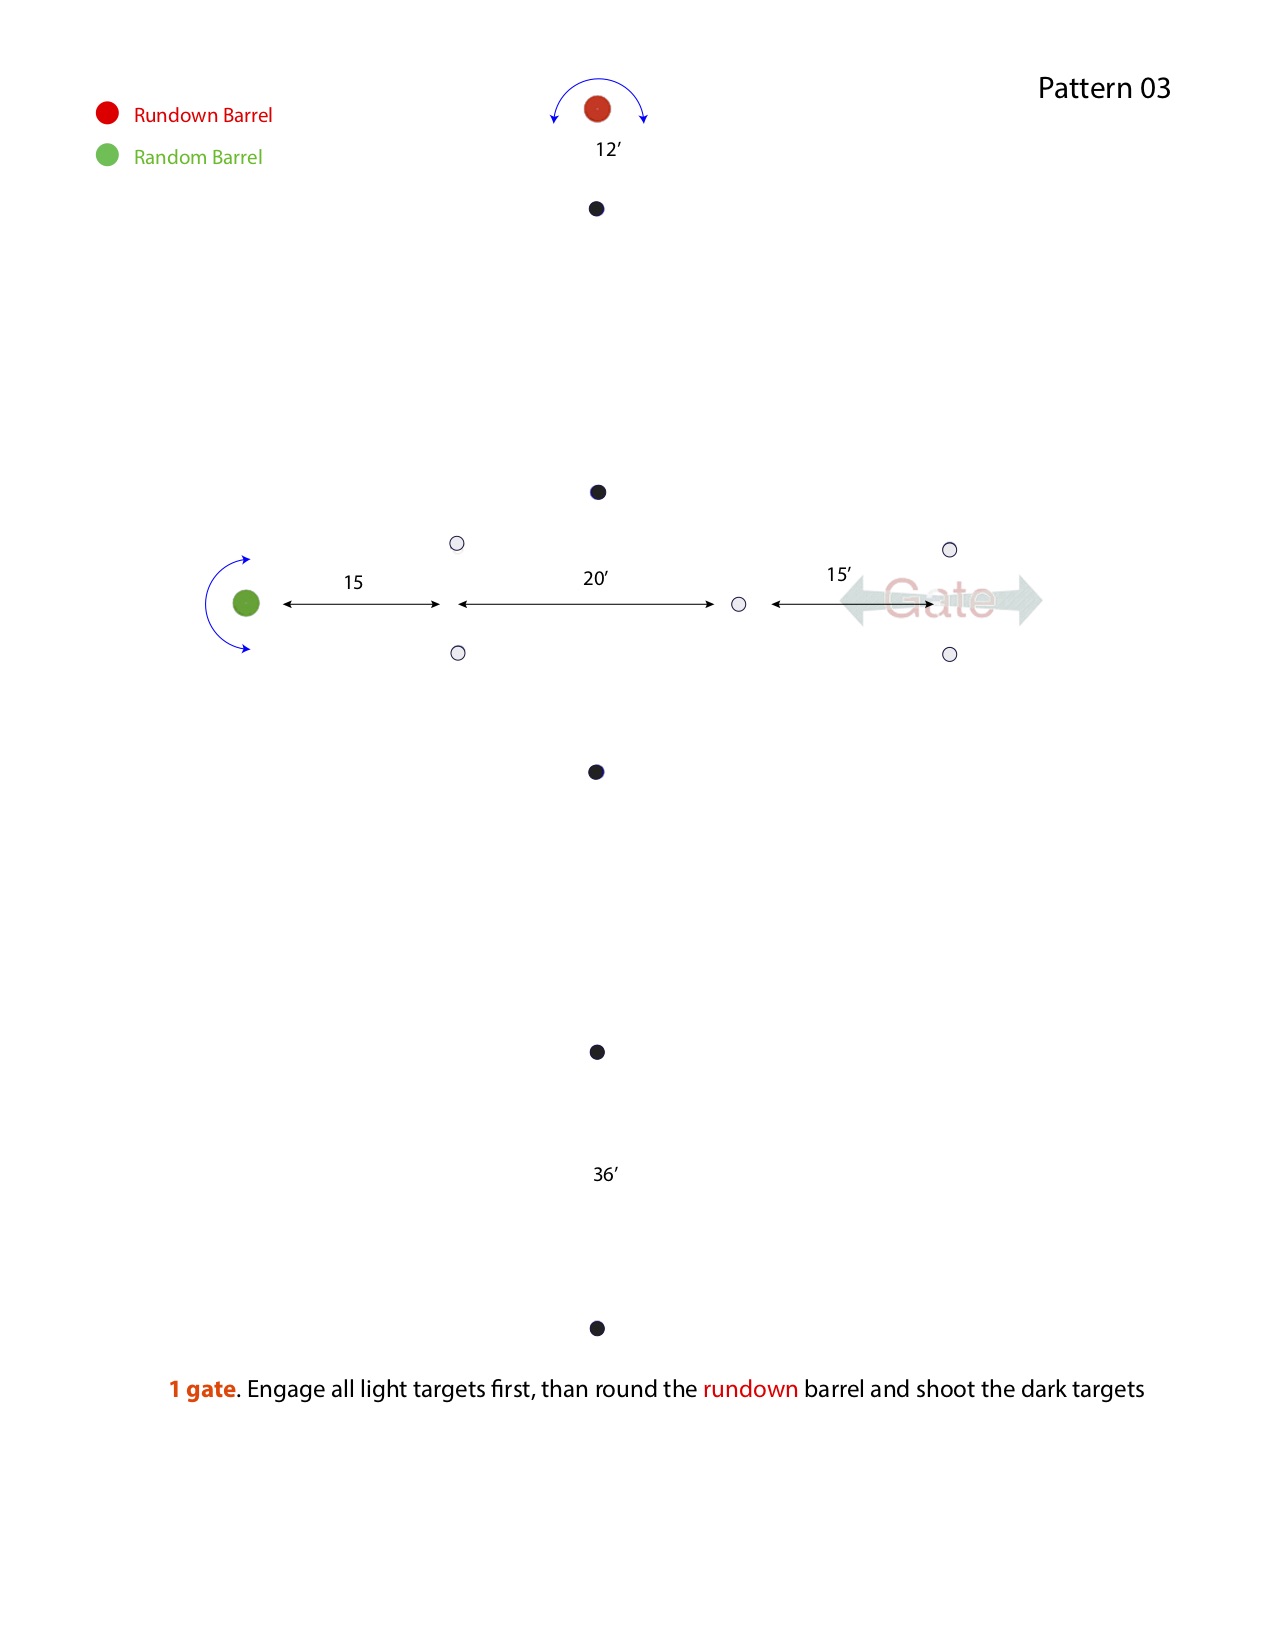 Pattern 03
Rundown Barrel
Random Barrel
12’
15
20’
15’
Gate
36’
1 gate. Engage all light targets first, than round the rundown barrel and shoot the dark targets